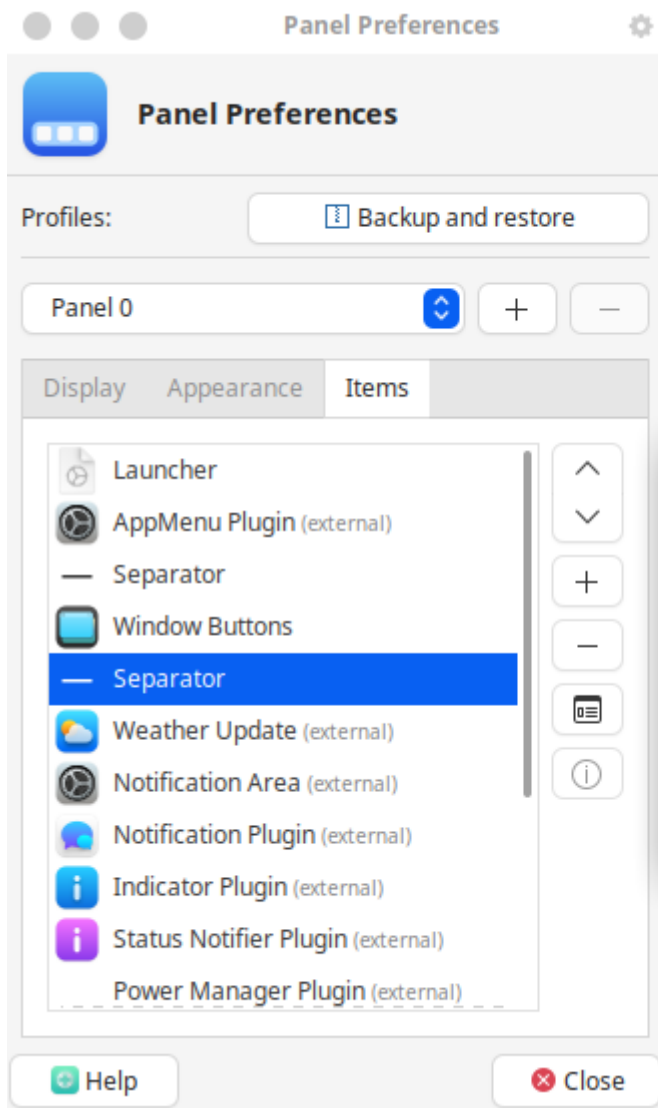 Panel Preferences
Panel Preferences
Profiles:
Backup and restore
Panel 0
Display Appearance Items
Launcher
AppMenu Plugin (external)
Separator
Window Buttons
Separator
Weather Update (external)
Notification Area (external)
Notification Plugin (external)
Indicator Plugin (external)
Status Notifier Plugin (external)
Power Manager Plugin (external)
Help Close